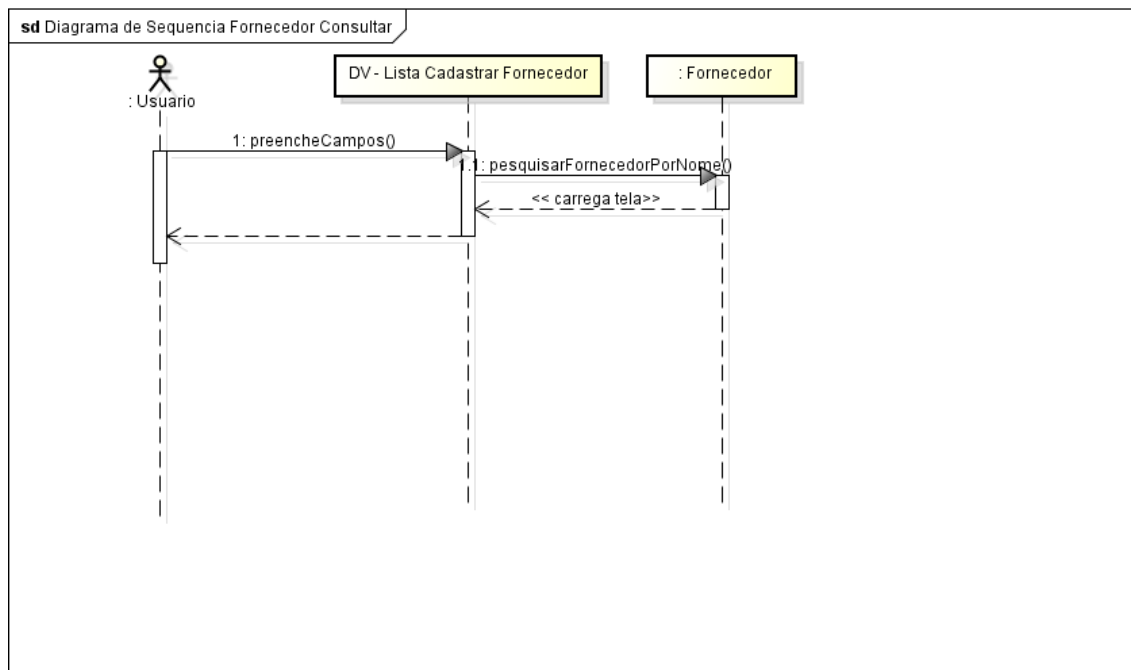 sd Diagrama de Sequencia Fornecedor Consultar
: Usuario
DV - Lista Cadastrar Fornecedor
: Fornecedor
1: preencheCampos()
1.1: pesquisarFornecedorPorNome()
<< carrega tela>>